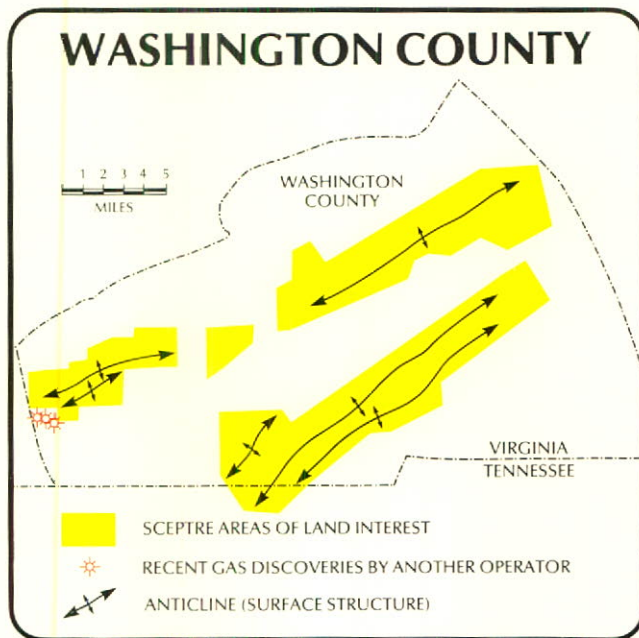 WASHINGTON COUNTY
1 2 3 4 5
MILES
WASHINGTON
COUNTY
VIRGINIA
TENNESSEE
SCEPTRE AREAS OF LAND INTEREST
RECENT GAS DISCOVERIES BY ANOTHER OPERATOR
ANTICLINE (SURFACE STRUCTURE)